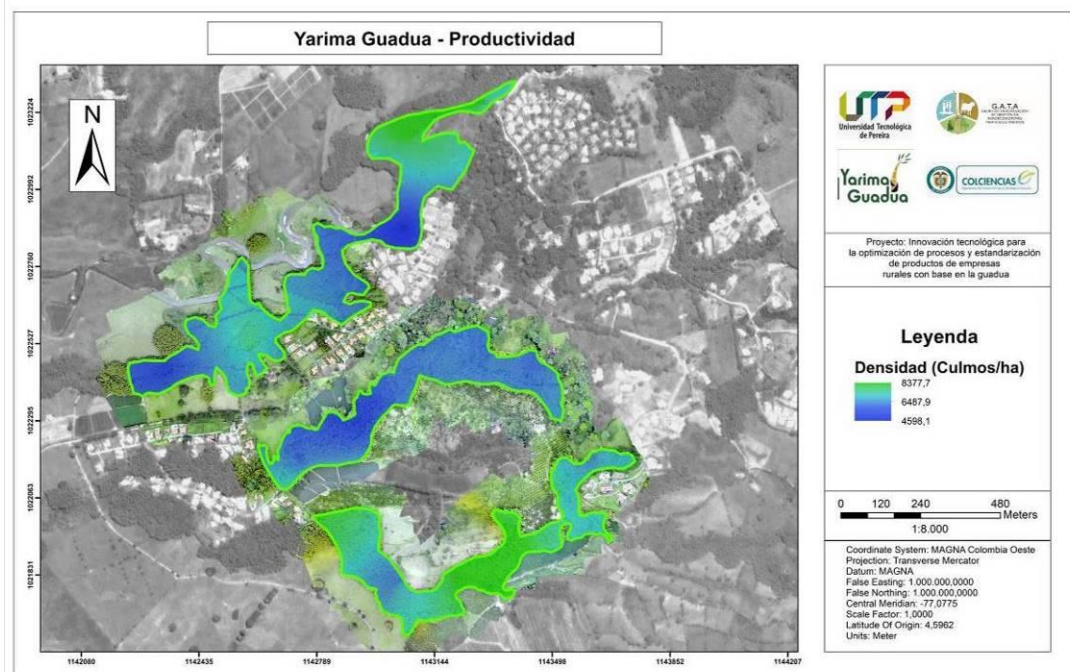 Yarima Guadua - Productividad
N
1023224
1022992
1022760
1022527
1022295
1022063
1021831
1142080
1142435
1142789
1143144
1143498
1143852
1144207
UTP
Universidad Tecnológica
de Pereira
G.A.T.A
Yarima
Guadua
COLCIENCIAS
Proyecto: Innovación tecnológica para
la optimización de procesos y estandarización
de productos de empresas
rurales con base en la guadua
Leyenda
Densidad (Culmos/ha)
8377,7
6487,9
4598,1
0 120 240 480
Meters
1:8.000
Coordinate System: MAGNA Colombia Oeste
Projection: Transverse Mercator
Datum: MAGNA
False Easting: 1.000.000,0000
False Northing: 1.000.000,0000
Central Meridian: -77,0775
Scale Factor: 1,0000
Latitude Of Origin: 4,5962
Units: Meter